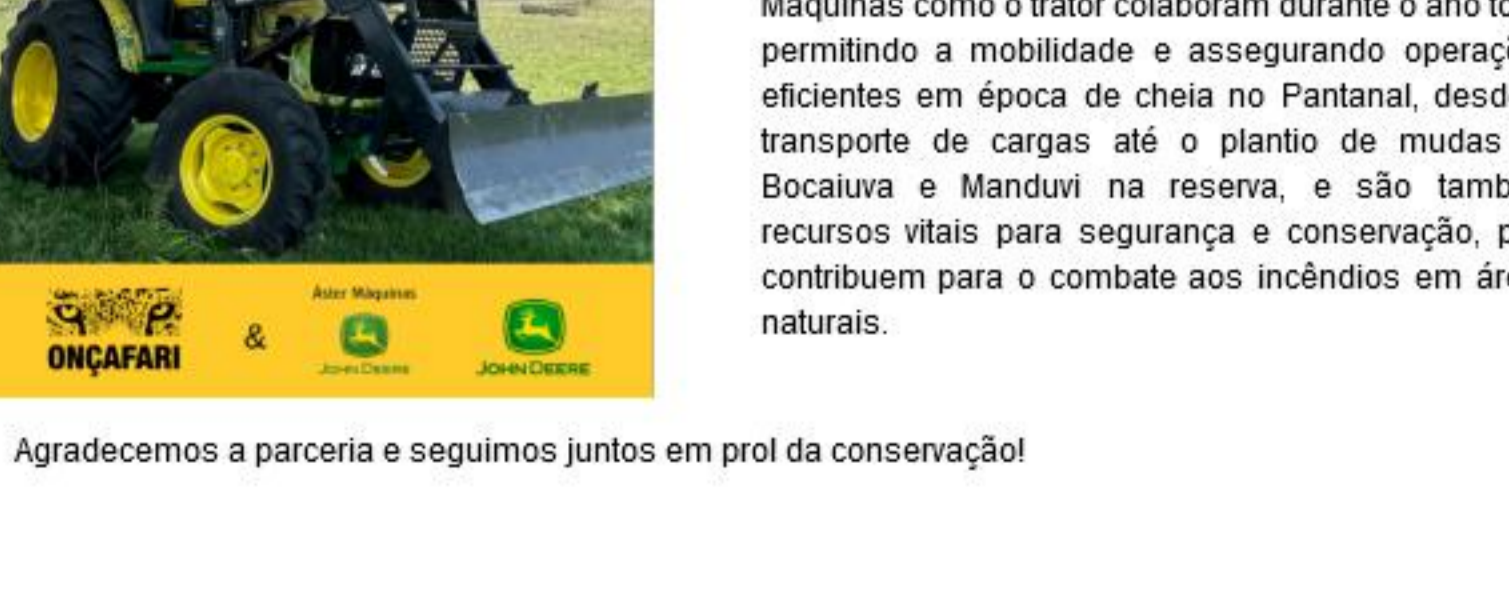 Máquinas como o trator colaboram durante o ano
permitindo a mobilidade e assegurando
eficientes em época de cheia no Pantanal,
transporte de cargas até o plantio de mudas
Bocaiuva e Manduvi na reserva, e são
recursos vitais para segurança e conservação,
contribuem para o combate aos incêndios em
naturais.
ONÇAFARI
&
Áster Máquinas
JOHN DEERE
JOHN DEERE
Agradecemos a parceria e seguimos juntos em prol da conservação!